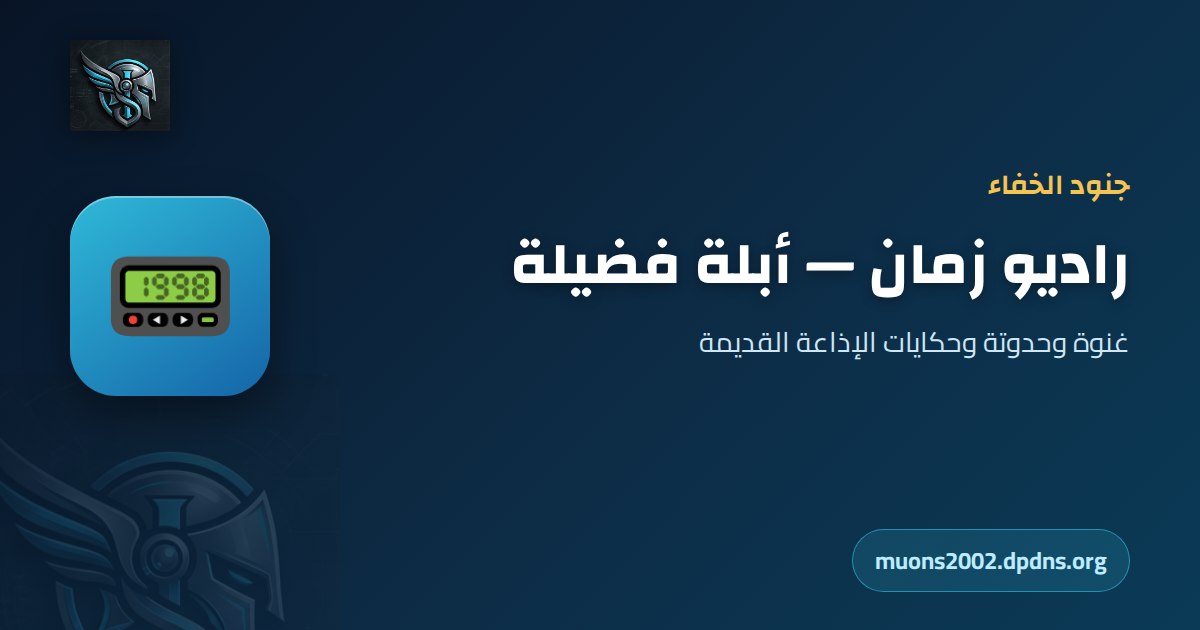 جنود الخفاء
راديو زمان — أبلة فضيلة
غنوة وحدوتة وحكايات الإذاعة القديمة
1998
muons2002.dpdns.org